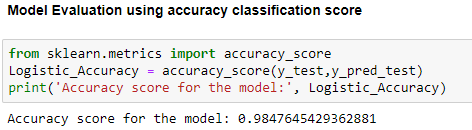 Model Evaluation using accuracy classification score
from sklearn.metrics import accuracy_score
Logistic_Accuracy = accuracy_score(y_test,y_pred_test)
print('Accuracy score for the model:', Logistic_Accuracy)
Accuracy score for the model: 0.9847645429362881